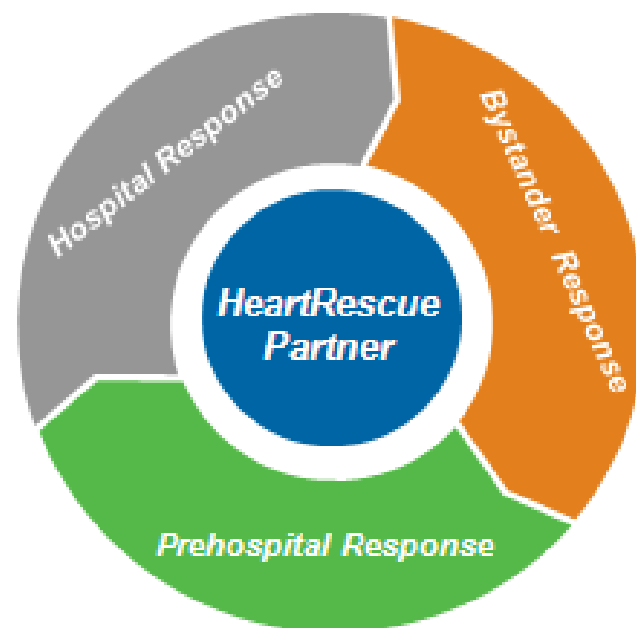 Hospital Response
Bystander Response
HeartRescue
Partner
Prehospital Response